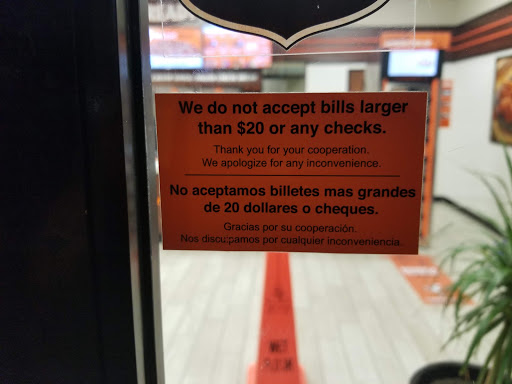 We do not accept bills larger
than $20 or any checks.
Thank you for your cooperation.
We apologize for any inconvenience.
No aceptamos billetes mas grandes
de 20 dollares o cheques.
Gracias por su cooperación.
Nos disculpamos por cualquier inconveniencia.